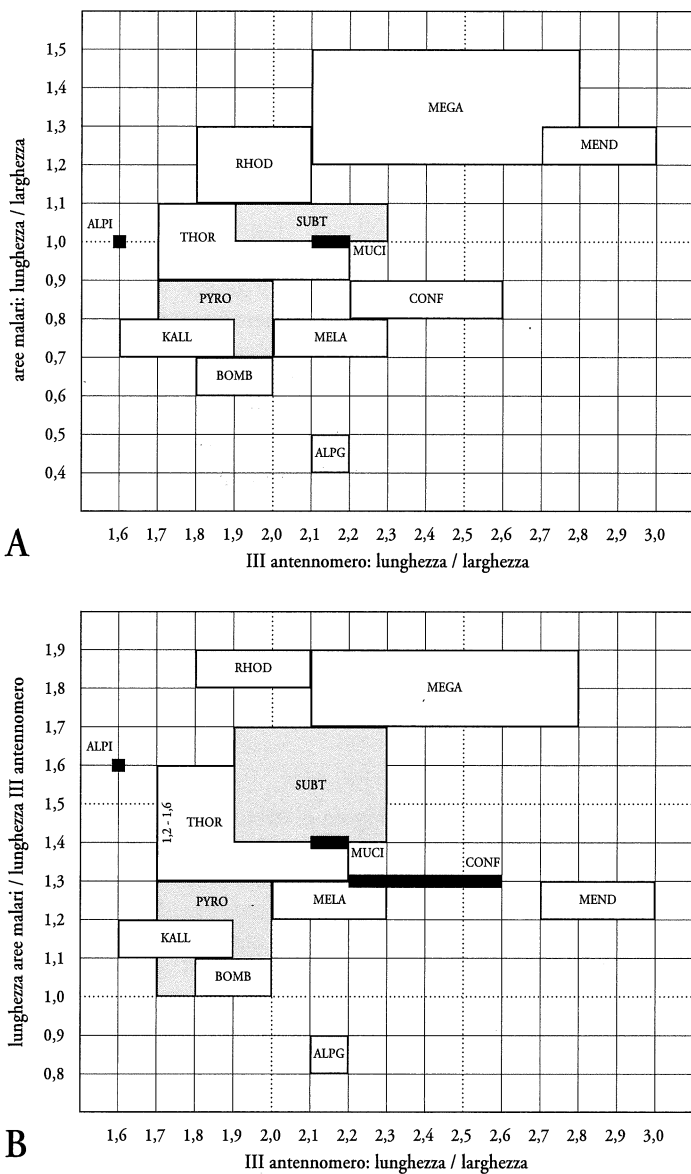 1,5
1,4
MEGA
1,3
MEND
RHOD
1,2
1,1
ALPI
SUBT
THOR
1,0
MUCI
0,9
PYRO
CONF
0,8
KALL
MELA
0,7
BOMB
0,6
0,5
ALPG
0,4
aree malari: lunghezza / larghezza
A
1,6 1,7 1,8 1,9 2,0 2,1 2,2 2,3 2,4 2,5 2,6 2,7 2,8 2,9 3,0
III antennomero: lunghezza / larghezza
1,9
RHOD
MEGA
1,8
1,7
ALPI
1,6
SUBT
1,5
THOR
1,2 - 1,6
1,4
MUCI
CONF
1,3
PYRO
MELA
MEND
1,2
KALL
1,1
BOMB
1,0
0,9
ALPG
0,8
lunghezza aree malari / lunghezza III antennomero
B
1,6 1,7 1,8 1,9 2,0 2,1 2,2 2,3 2,4 2,5 2,6 2,7 2,8 2,9 3,0
III antennomero: lunghezza / larghezza